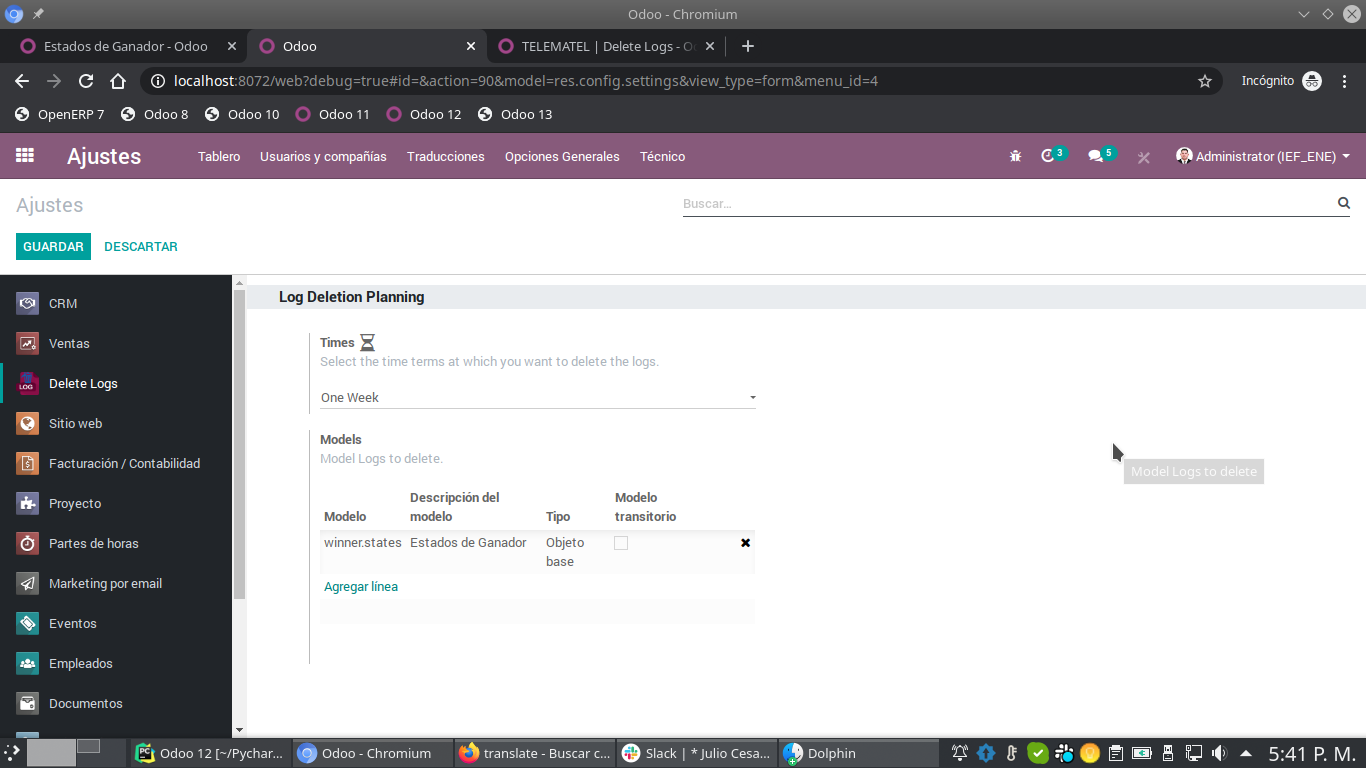 Odoo - Chromium
Estados de Ganador - Odoo
Odoo
TELEMATEL | Delete Logs - O
localhost:8072/web?debug=true#id=&action=90&model=res.config.settings&view_type=form&menu_id=4
Incógnito
OpenERP 7
Odoo 8
Odoo 10
Odoo 11
Odoo 12
Odoo 13
Ajustes
Tablero
Usuarios y compañías
Traducciones
Opciones Generales
Técnico
3
5
Administrator (IEF_ENE)
Ajustes
Buscar...
GUARDAR
DESCARTAR
CRM
Ventas
LOG
Delete Logs
Sitio web
Facturación / Contabilidad
Proyecto
Partes de horas
Marketing por email
Eventos
Empleados
Documentos
Log Deletion Planning
Times
Select the time terms at which you want to delete the logs.
One Week
Models
Model Logs to delete.
Modelo
Descripción del
modelo
Tipo
Modelo
transitorio
winner.states
Estados de Ganador
Objeto
base
Agregar línea
Model Logs to delete
PC
Odoo 12 [~/Pychar...
Odoo - Chromium
translate - Buscar c...
Slack | * Julio Cesa...
Dolphin
5:41 P. M.